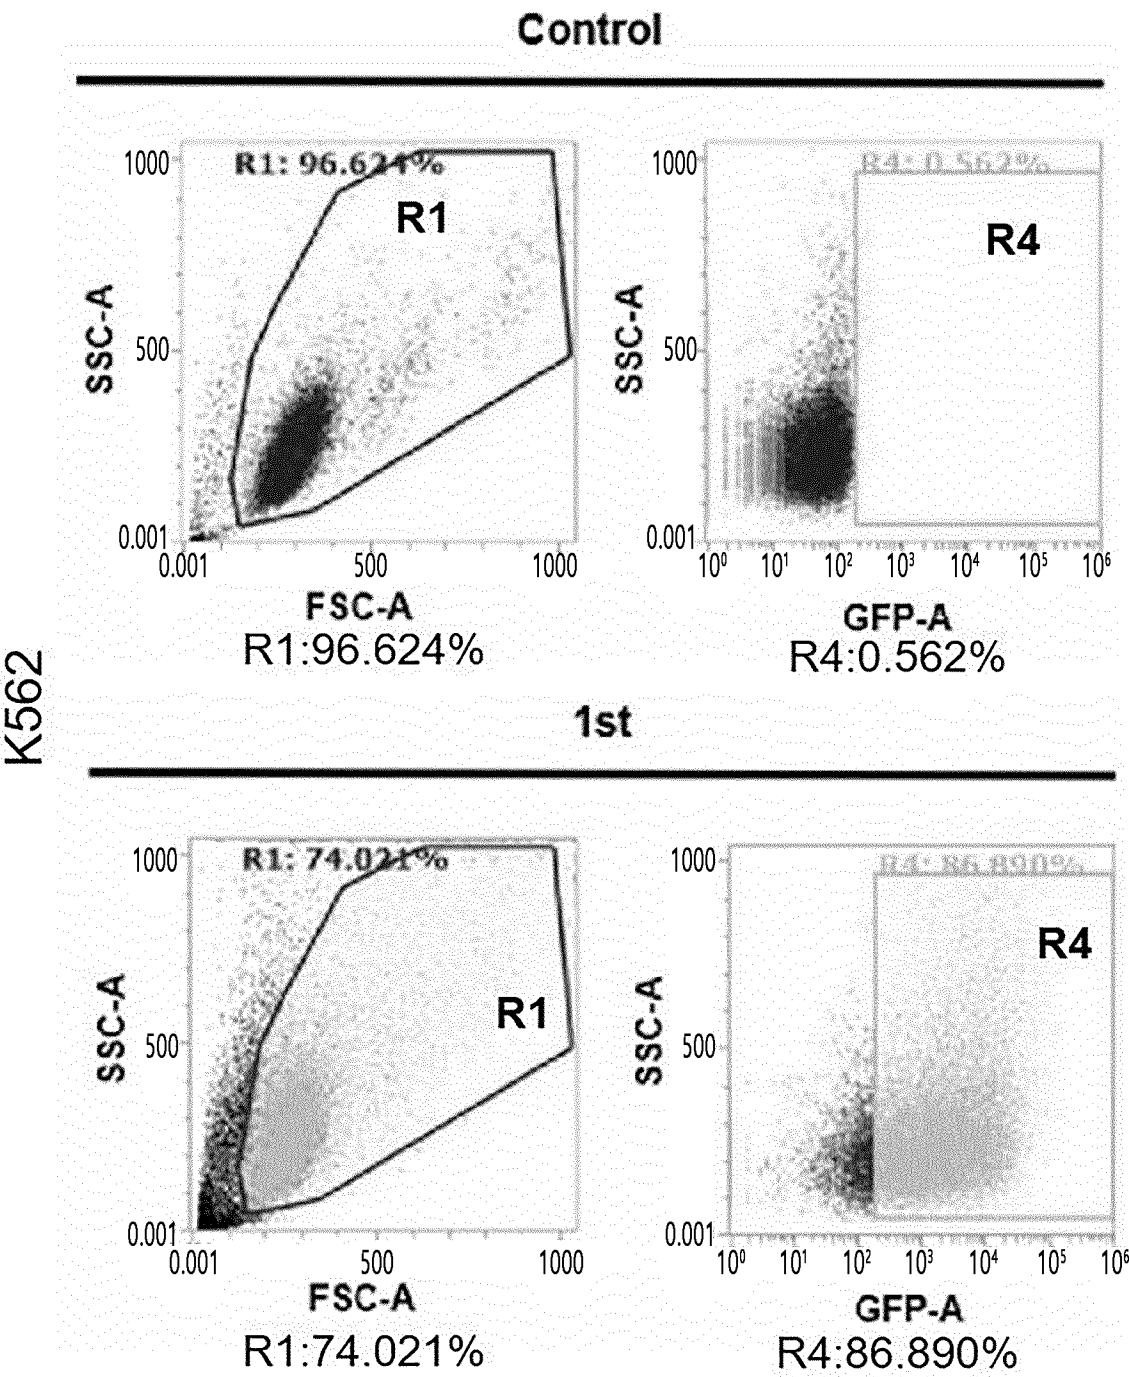 Control
1000
R1: 96.624%
R1
SSC-A
500
0.001
0.001 500 1000
FSC-A
R1:96.624%
1000
R4: 0.562%
R4
SSC-A
500
0.001
10⁰ 10¹ 10² 10³ 10⁴ 10⁵ 10⁶
GFP-A
R4:0.562%
K562
1st
1000
R1: 74.021%
R1
SSC-A
500
0.001
0.001 500 1000
FSC-A
R1:74.021%
1000
R4: 86.890%
R4
SSC-A
500
0.001
10⁰ 10¹ 10² 10³ 10⁴ 10⁵ 10⁶
GFP-A
R4:86.890%